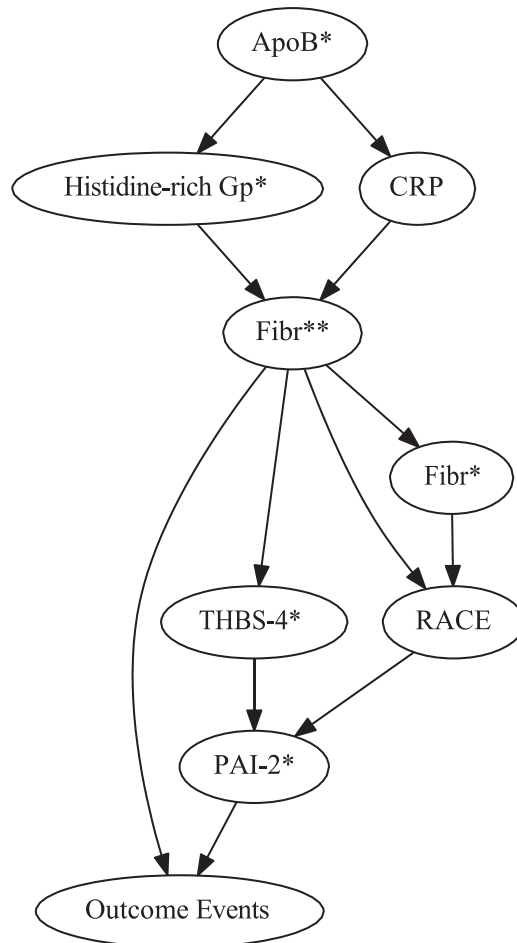 ApoB*
Histidine-rich Gp*
CRP
Fibr**
Fibr*
THBS-4*
RACE
PAI-2*
Outcome Events